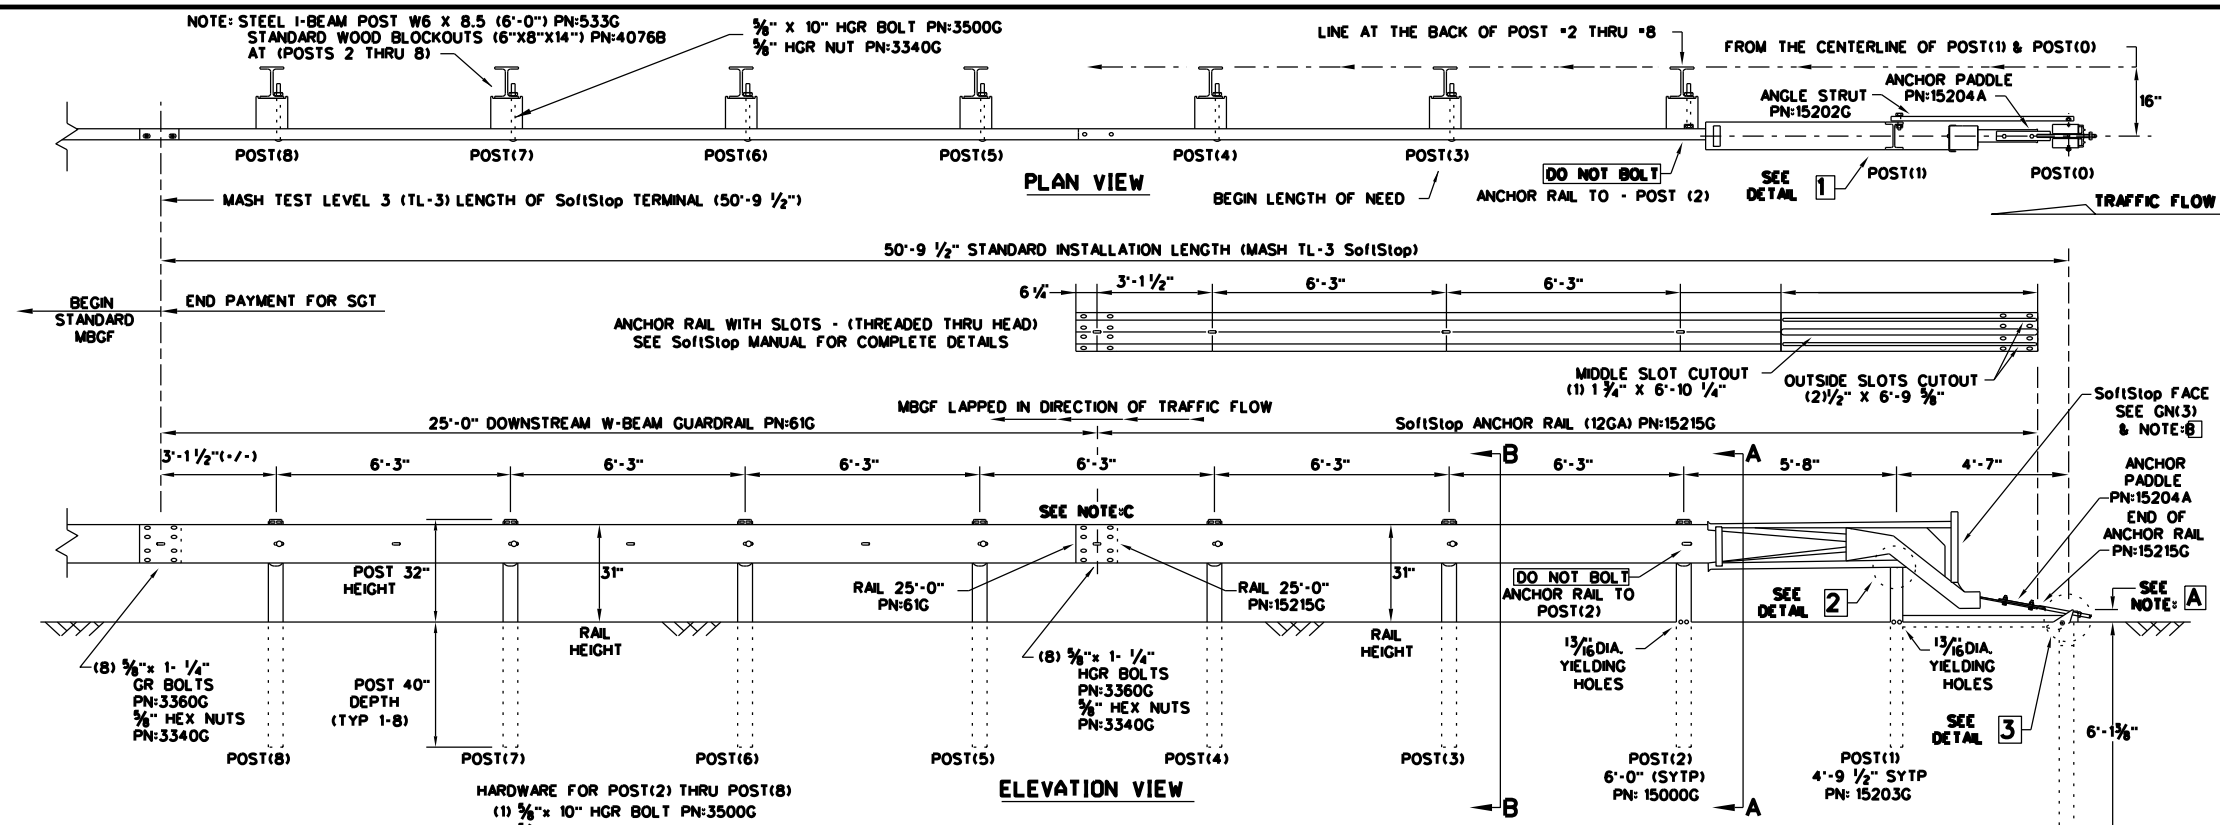 NOTE: STEEL I-BEAM POST W6 X 8.5 (6'-0") PN:533G
STANDARD WOOD BLOCKOUTS (6"X8"X14") PN:4076B
AT (POSTS 2 THRU 8)
5/8" X 10" HGR BOLT PN:3500G
5/8" HGR NUT PN:3340G
LINE AT THE BACK OF POST #2 THRU #8
FROM THE CENTERLINE OF POST(1) & POST(0)
ANCHOR PADDLE
PN:15204A
ANGLE STRUT
PN:15202G
16"
POST(8)
POST(7)
POST(6)
POST(5)
POST(4)
POST(3)
DO NOT BOLT
ANCHOR RAIL TO - POST (2)
SEE
DETAIL 1
POST(1)
POST(0)
PLAN VIEW
BEGIN LENGTH OF NEED
MASH TEST LEVEL 3 (TL-3) LENGTH OF SoftStop TERMINAL (50'-9 1/2")
TRAFFIC FLOW
50'-9 1/2" STANDARD INSTALLATION LENGTH (MASH TL-3 SoftStop)
BEGIN
STANDARD
MBGF
END PAYMENT FOR SGT
6 1/4"
3'-1 1/2"
6'-3"
6'-3"
ANCHOR RAIL WITH SLOTS - (THREADED THRU HEAD)
SEE SoftStop MANUAL FOR COMPLETE DETAILS
MIDDLE SLOT CUTOUT
(1) 1 3/4" X 6'-10 1/4"
OUTSIDE SLOTS CUTOUT
(2)1/2" X 6'-9 5/8"
SoftStop FACE
SEE GN(3)
& NOTE:B
MBGF LAPPED IN DIRECTION OF TRAFFIC FLOW
25'-0" DOWNSTREAM W-BEAM GUARDRAIL PN:61G
SoftStop ANCHOR RAIL (12GA) PN:15215G
3'-1 1/2"(+/-)
6'-3"
6'-3"
6'-3"
6'-3"
6'-3"
6'-3"
5'-8"
4'-7"
B
A
ANCHOR
PADDLE
PN:15204A
END OF
ANCHOR RAIL
PN:15215G
SEE NOTE:C
POST 32"
HEIGHT
31"
RAIL
HEIGHT
RAIL 25'-0"
PN:61G
RAIL 25'-0"
PN:15215G
31"
RAIL
HEIGHT
DO NOT BOLT
ANCHOR RAIL TO
POST(2)
SEE
DETAIL 2
SEE
NOTE: A
(8) 5/8"x 1- 1/4"
GR BOLTS
PN:3360G
5/8" HEX NUTS
PN:3340G
POST 40"
DEPTH
(TYP 1-8)
(8) 5/8"x 1- 1/4"
HGR BOLTS
PN:3360G
5/8" HEX NUTS
PN:3340G
13/16"DIA.
YIELDING
HOLES
13/16"DIA.
YIELDING
HOLES
SEE
DETAIL 3
6'-1 3/8"
POST(8)
POST(7)
POST(6)
POST(5)
POST(4)
POST(3)
POST(2)
6'-0" (SYTP)
PN: 15000G
POST(1)
4'-9 1/2" SYTP
PN: 15203G
HARDWARE FOR POST(2) THRU POST(8)
(1) 5/8"x 10" HGR BOLT PN:3500G
ELEVATION VIEW
B
A